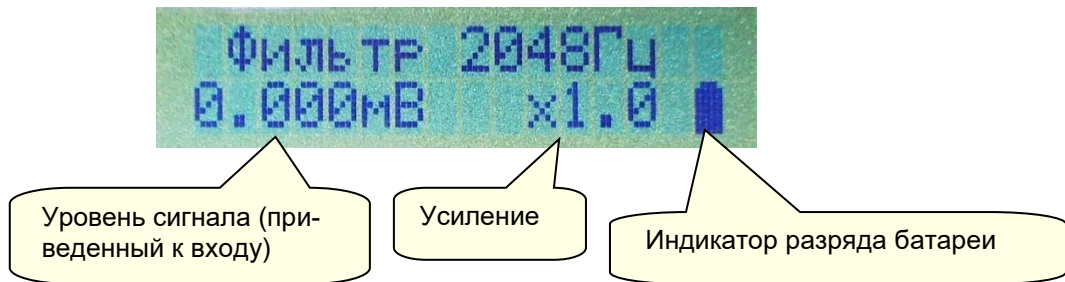 Фильтр 2048Гц
0.000мВ x1.0
Уровень сигнала (при-
веденный к входу)
Усиление
Индикатор разряда батареи